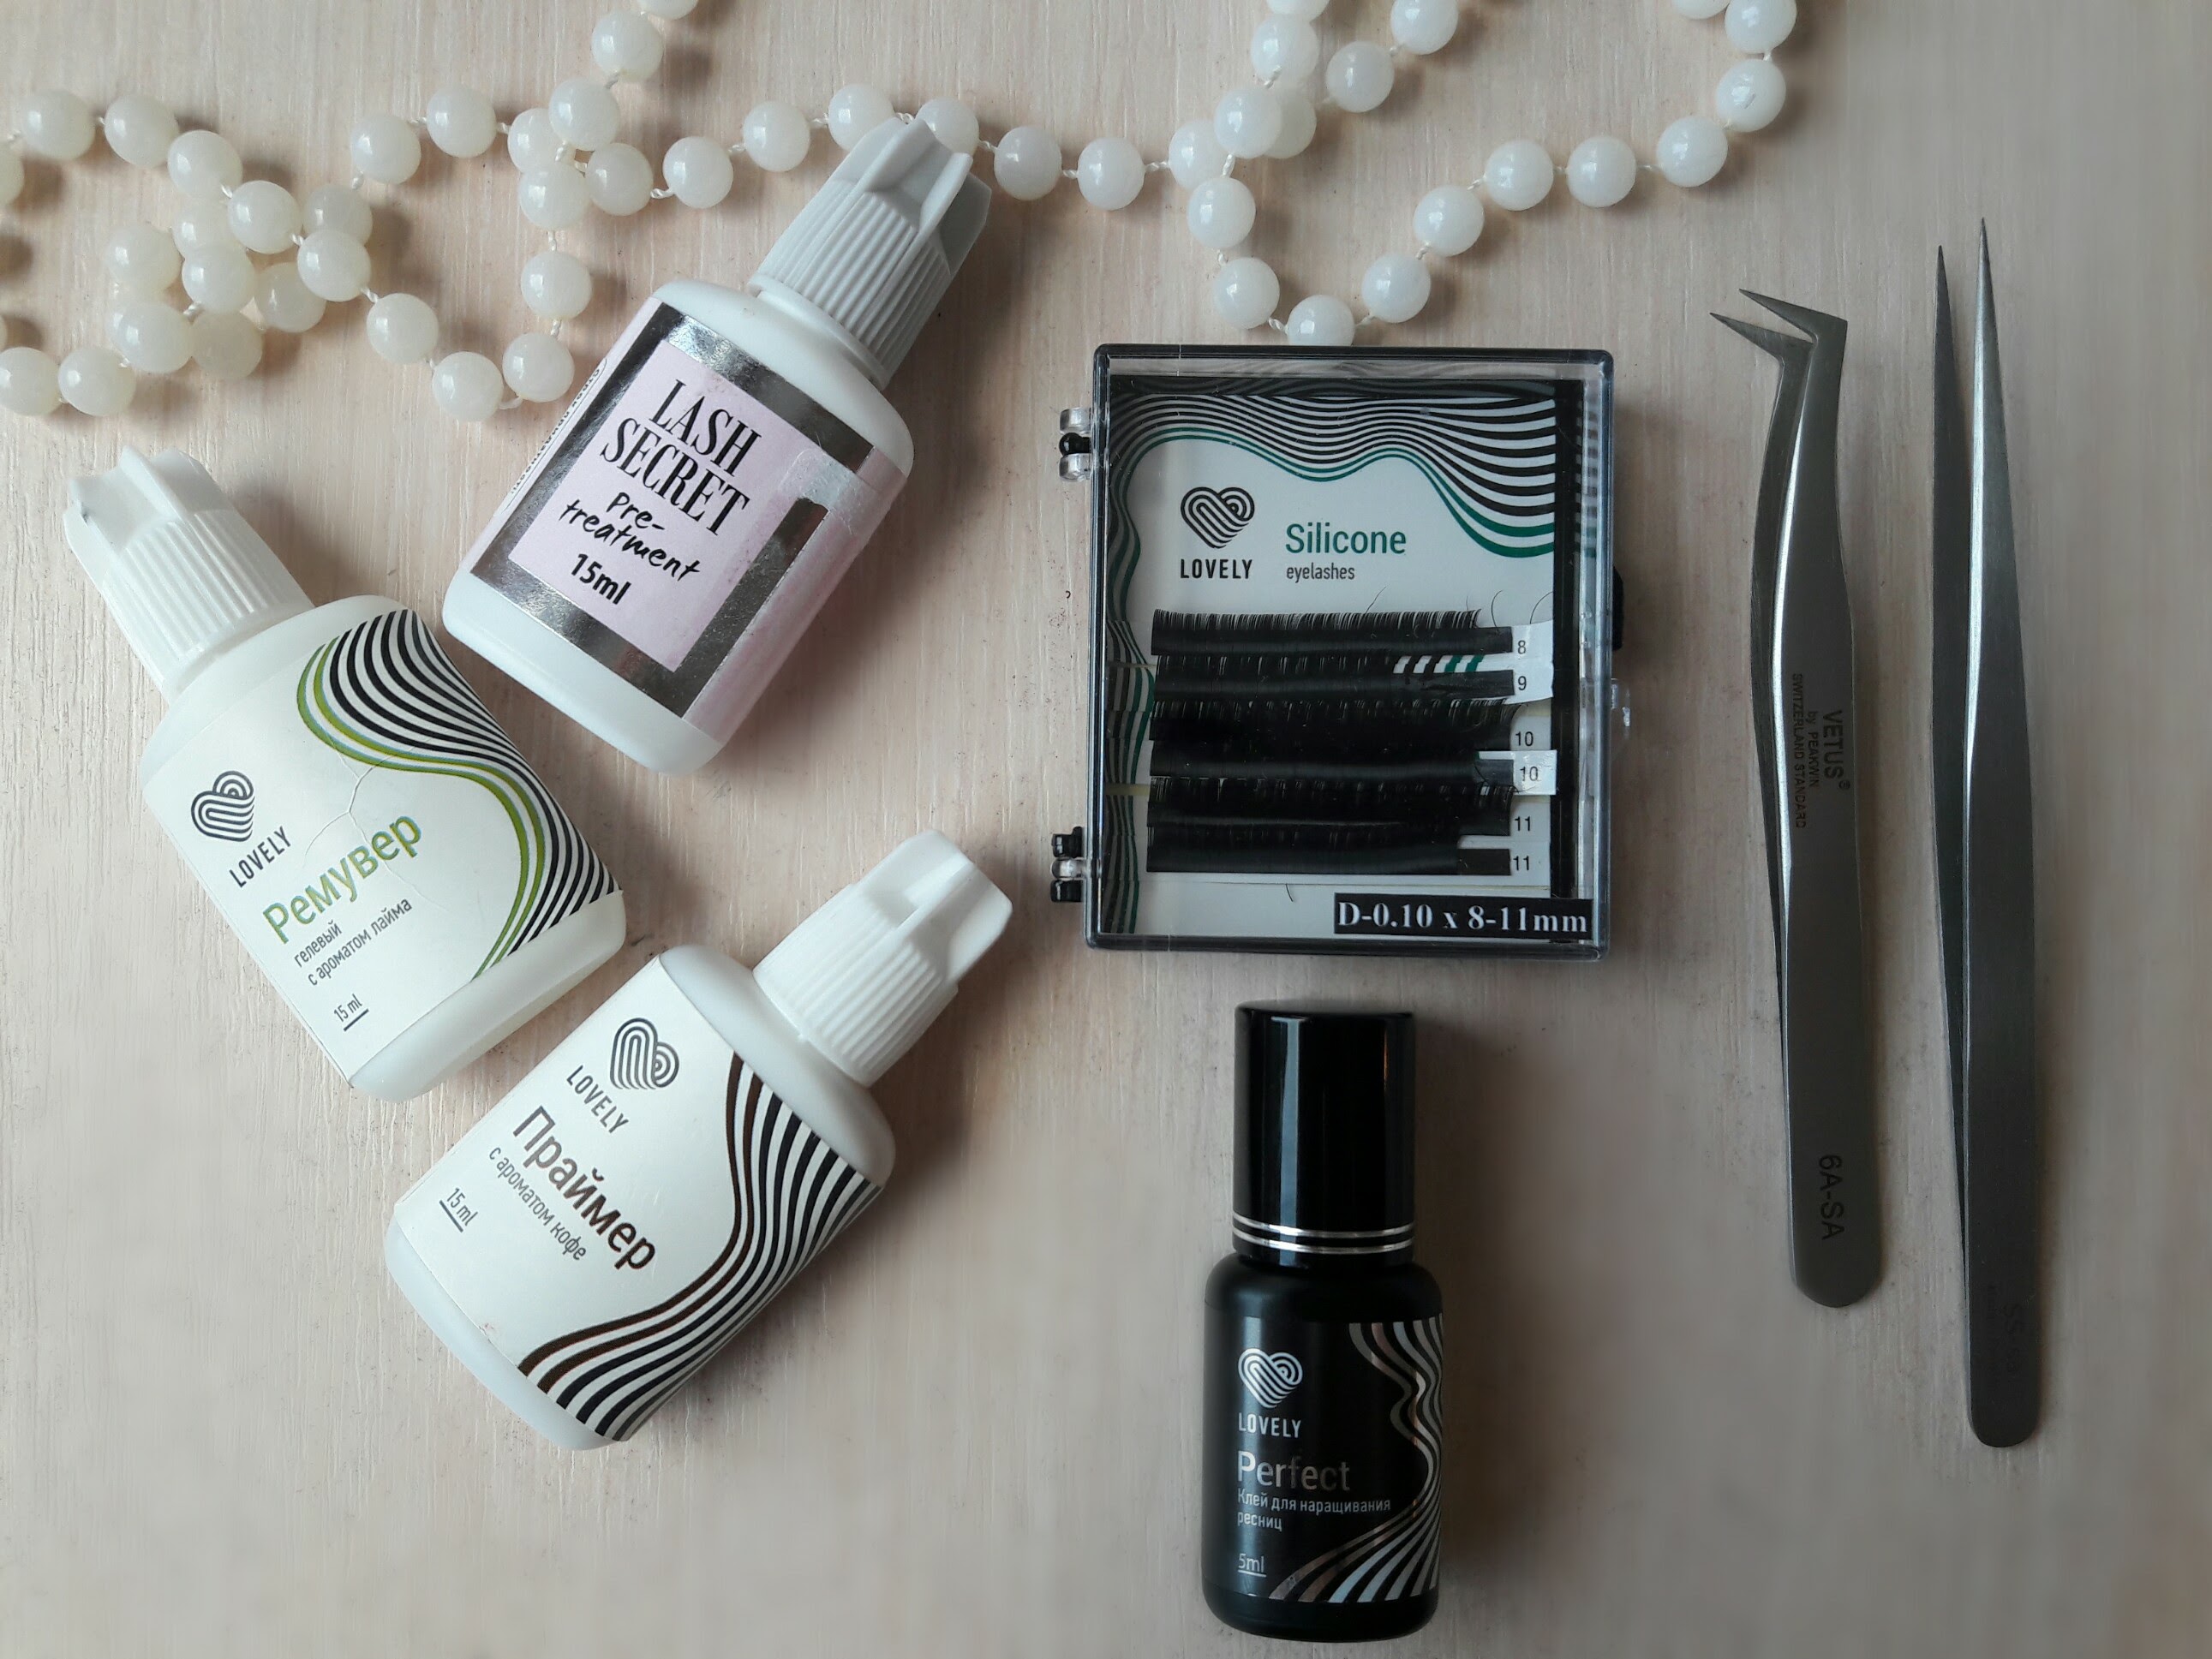 LASH
SECRET
Pre-
treatment
15ml
LOVELY
Ремувер
гелевый
с ароматом лайма
15 ml
LOVELY
Праймер
с ароматом кофе
15 ml
LOVELY
Silicone
eyelashes
8
9
10
10
11
11
D-0.10 x 8-11mm
LOVELY
Perfect
Клей для наращивания
ресниц
5ml
VETUS®
by PEAKWIN
SWITZERLAND STANDARD
6A-SA